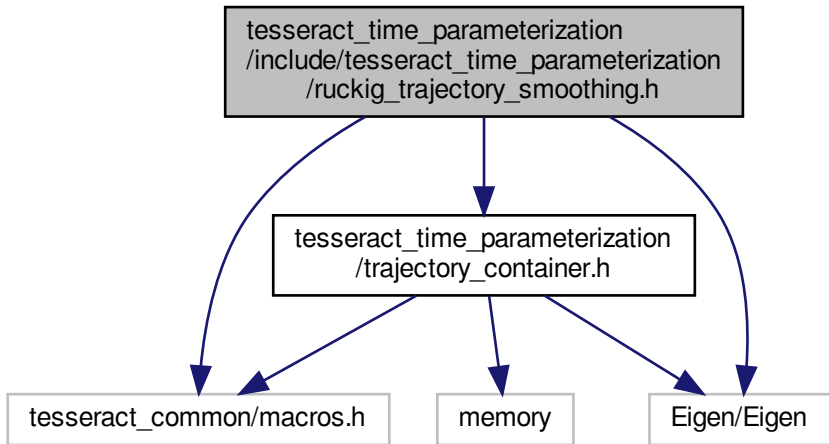 tesseract_time_parameterization
/include/tesseract_time_parameterization
/ruckig_trajectory_smoothing.h
tesseract_time_parameterization
/trajectory_container.h
tesseract_common/macros.h
memory
Eigen/Eigen